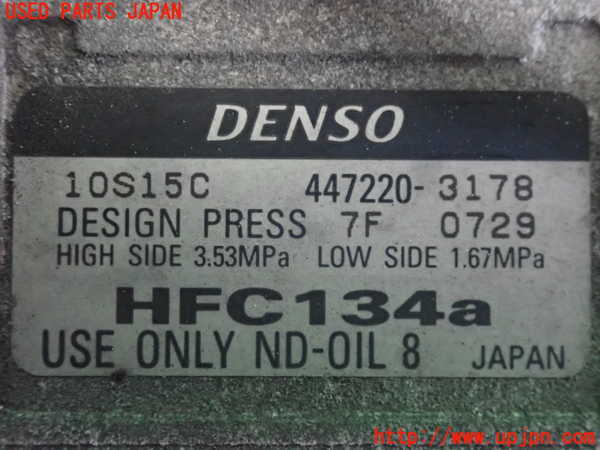 USED PARTS JAPAN
DENSO
10S15C 447220-3178
DESIGN PRESS 7F 0729
HIGH SIDE 3.53MPa LOW SIDE 1.67MPa
HFC134a
USE ONLY ND-OIL 8 JAPAN
http://www.upjpn.com